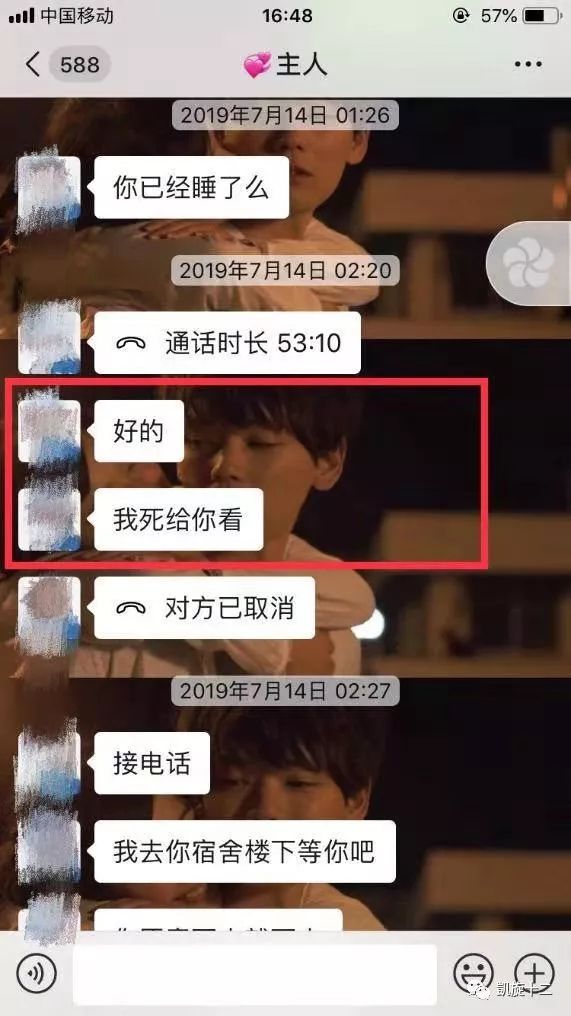 中国移动 16:48 57%
588 主人
2019年7月14日 01:26
你已经睡了么
2019年7月14日 02:20
通话时长 53:10
好的
我死给你看
对方已取消
2019年7月14日 02:27
接电话
我去你宿舍楼下等你吧
凯旋十二